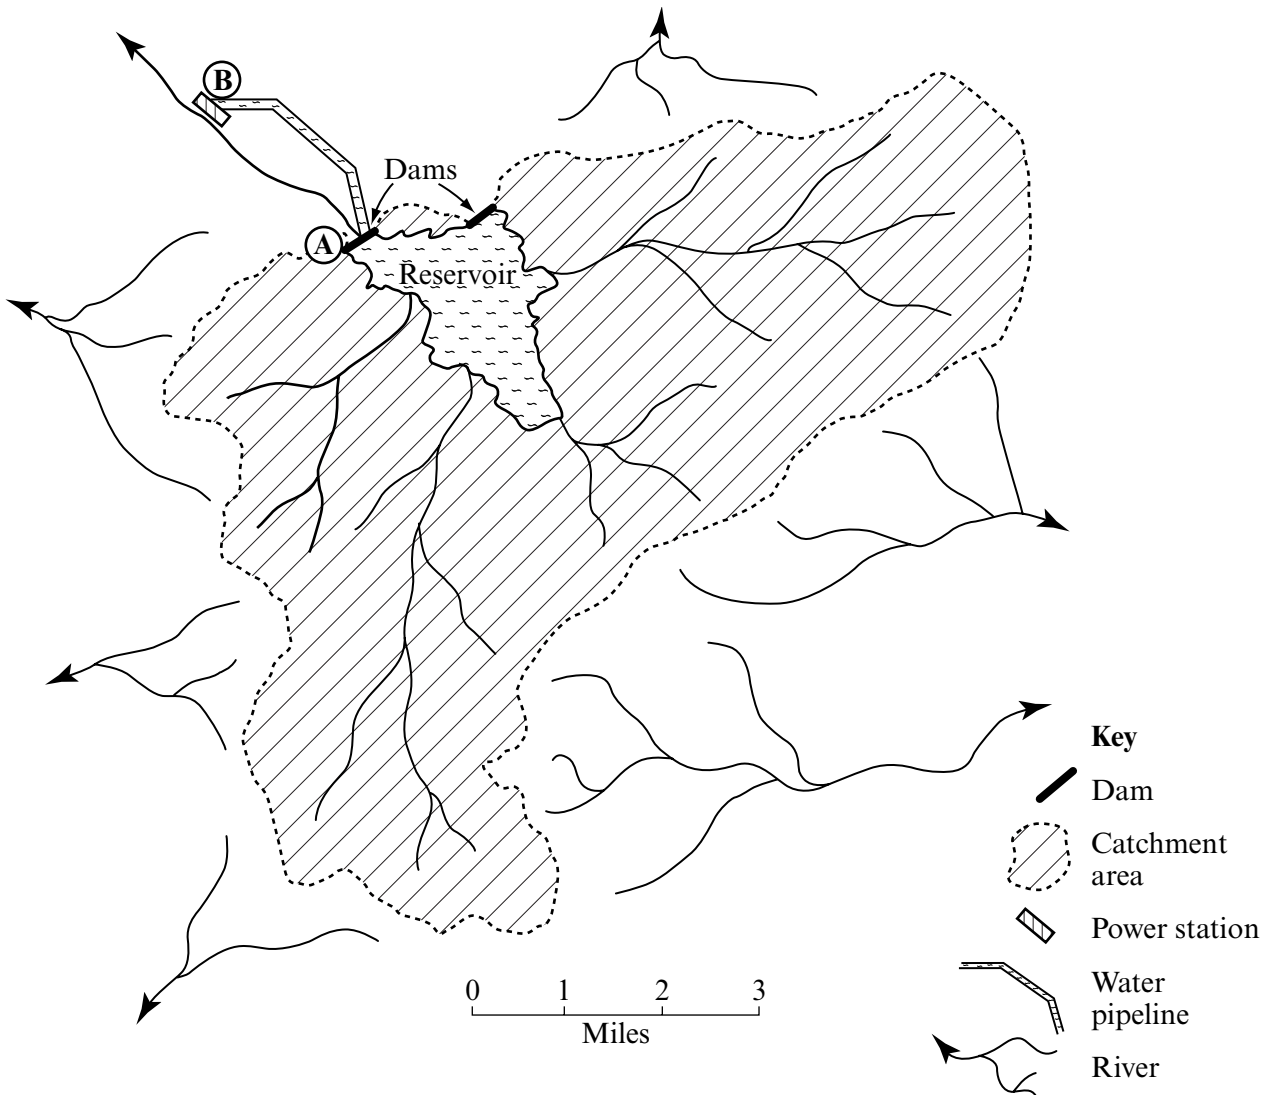 B
Dams
A
Reservoir
Key
Dam
Catchment
area
Power station
Water
pipeline
River
0 1 2 3
Miles